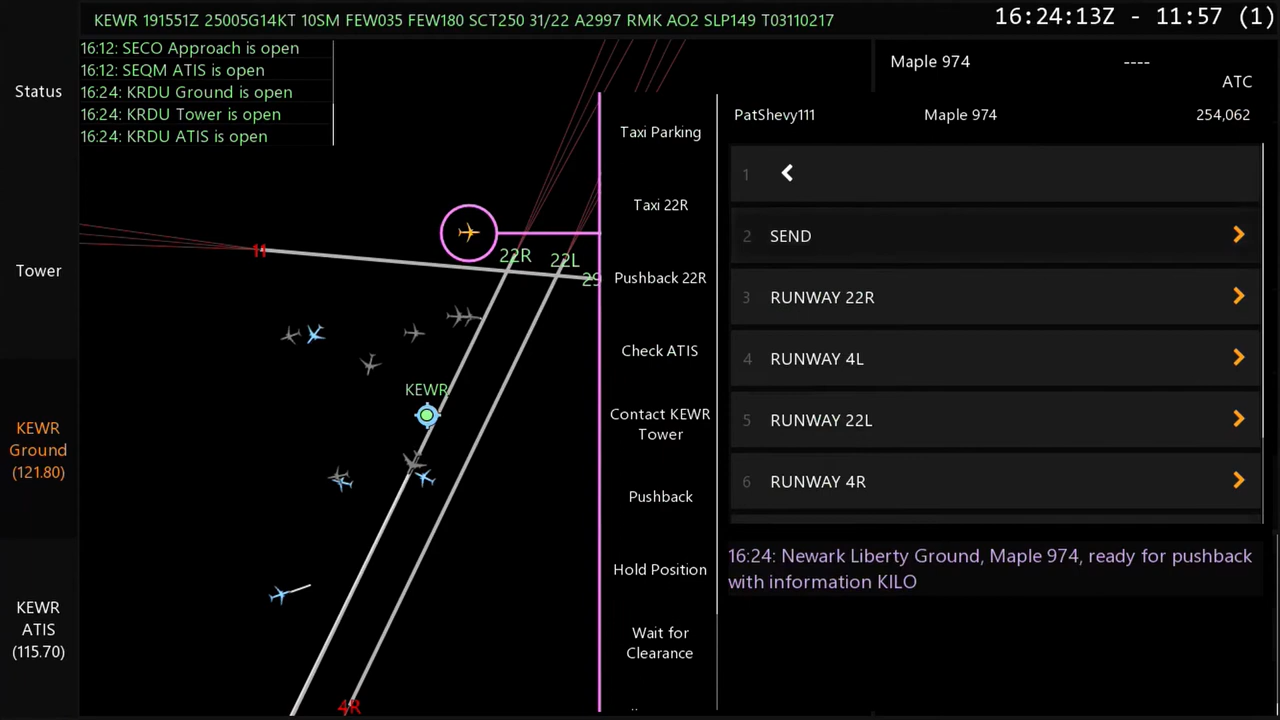 KEWR 191551Z 25005G14KT 10SM FEW035 FEW180 SCT250 31/22 A2997 RMK AO2 SLP149 T03110217
16:24:13Z - 11:57 (1)
16:12: SECO Approach is open
16:12: SEQM ATIS is open
16:24: KRDU Ground is open
16:24: KRDU Tower is open
16:24: KRDU ATIS is open
Status
Tower
KEWR
Ground
(121.80)
KEWR
ATIS
(115.70)
11
22R
22L
29
KEWR
4R
Taxi Parking
Taxi 22R
Pushback 22R
Check ATIS
Contact KEWR
Tower
Pushback
Hold Position
Wait for
Clearance
Maple 974
----
ATC
PatShevy111
Maple 974
254,062
1
2 SEND
3 RUNWAY 22R
4 RUNWAY 4L
5 RUNWAY 22L
6 RUNWAY 4R
16:24: Newark Liberty Ground, Maple 974, ready for pushback
with information KILO